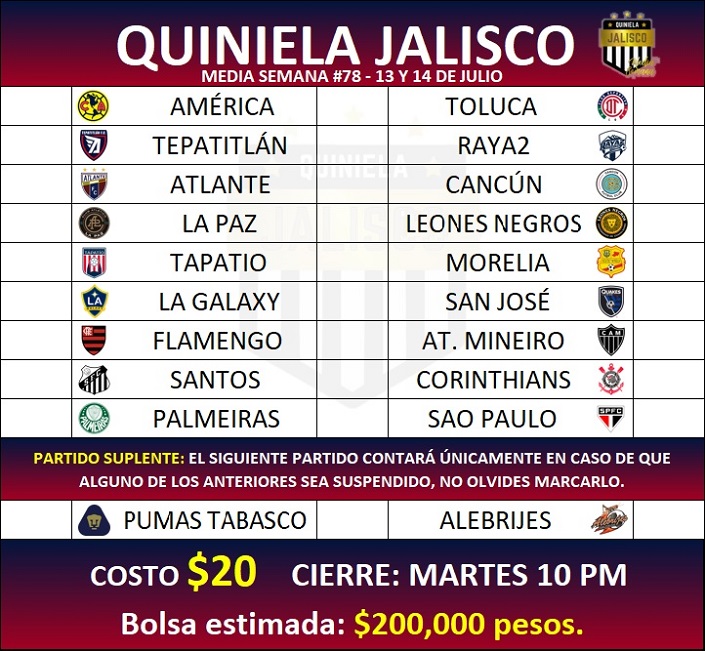 QUINIELA JALISCO
MEDIA SEMANA #78 - 13 Y 14 DE JULIO
AMÉRICA TOLUCA
TEPATITLÁN RAYA2
ATLANTE CANCÚN
LA PAZ LEONES NEGROS
TAPATIO MORELIA
LA GALAXY SAN JOSÉ
FLAMENGO AT. MINEIRO
SANTOS CORINTHIANS
PALMEIRAS SAO PAULO
PARTIDO SUPLENTE: EL SIGUIENTE PARTIDO CONTARÁ ÚNICAMENTE EN CASO DE QUE
ALGUNO DE LOS ANTERIORES SEA SUSPENDIDO, NO OLVIDES MARCARLO.
PUMAS TABASCO ALEBRIJES
COSTO $20 CIERRE: MARTES 10 PM
Bolsa estimada: $200,000 pesos.